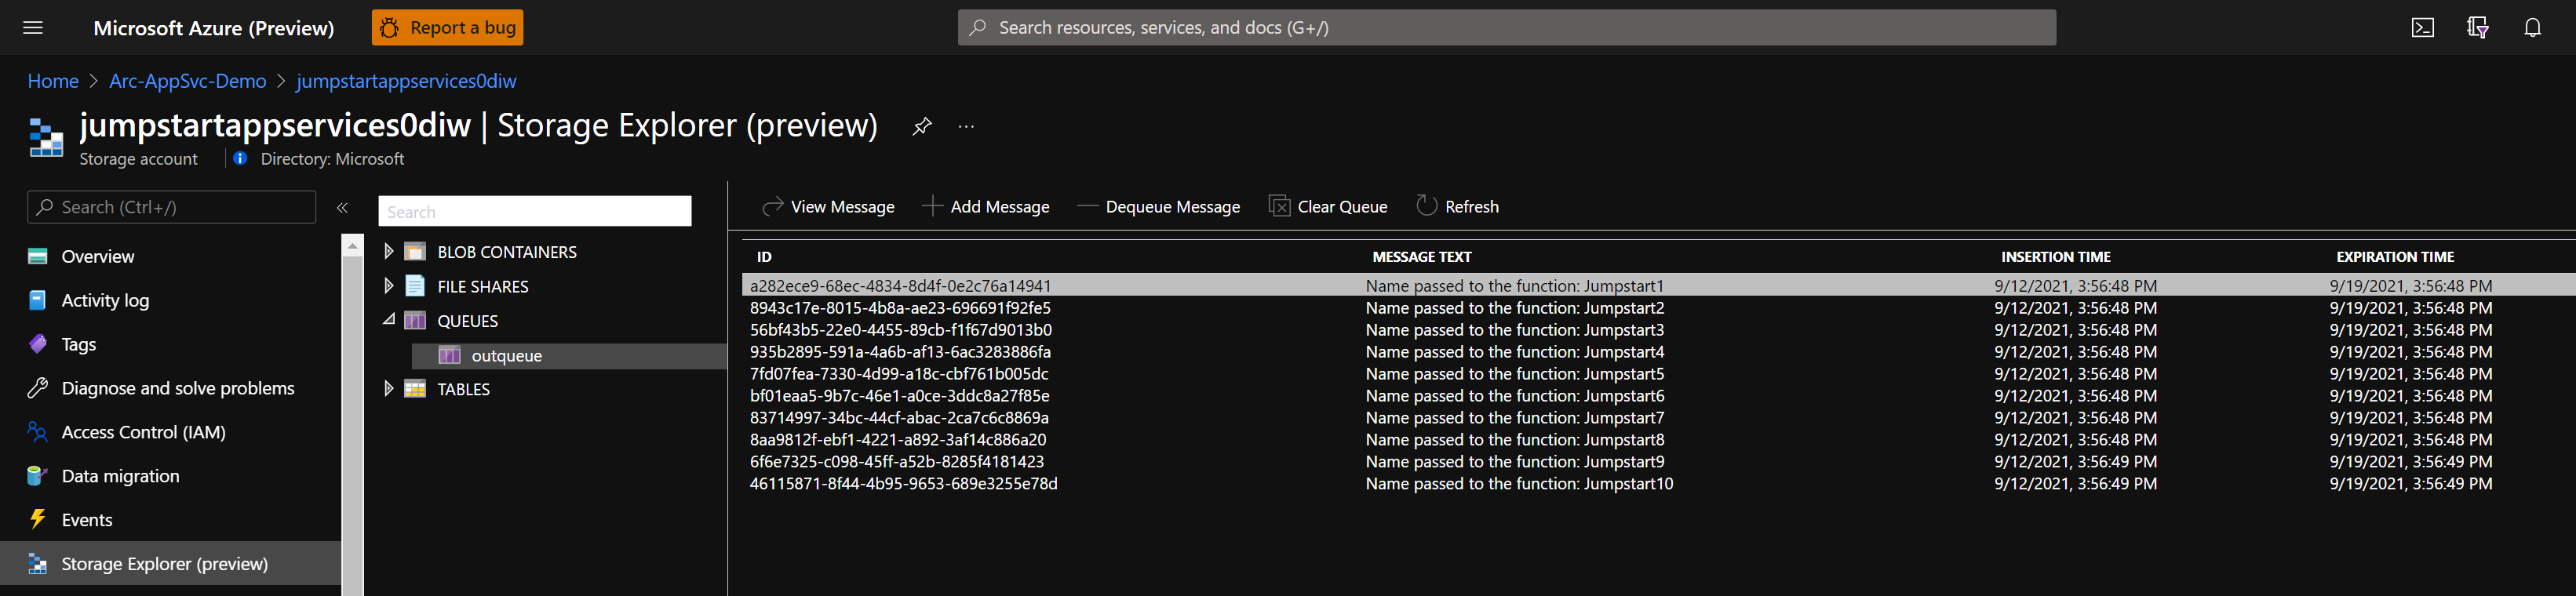 Microsoft Azure (Preview)
Report a bug
Search resources, services, and docs (G+/)
Home > Arc-AppSvc-Demo > jumpstartappservices0diw
jumpstartappservices0diw | Storage Explorer (preview) ...
Storage account
Directory: Microsoft
Search (Ctrl+/)
«
Overview
Activity log
Tags
Diagnose and solve problems
Access Control (IAM)
Data migration
Events
Storage Explorer (preview)
Search
BLOB CONTAINERS
FILE SHARES
QUEUES
outqueue
TABLES
View Message Add Message Dequeue Message Clear Queue Refresh
ID MESSAGE TEXT INSERTION TIME EXPIRATION TIME
a282ece9-68ec-4834-8d4f-0e2c76a14941 Name passed to the function: Jumpstart1 9/12/2021, 3:56:48 PM 9/19/2021, 3:56:48 PM
8943c17e-8015-4b8a-ae23-696691f92fe5 Name passed to the function: Jumpstart2 9/12/2021, 3:56:48 PM 9/19/2021, 3:56:48 PM
56bf43b5-22e0-4455-89cb-f1f67d9013b0 Name passed to the function: Jumpstart3 9/12/2021, 3:56:48 PM 9/19/2021, 3:56:48 PM
935b2895-591a-4a6b-af13-6ac3283886fa Name passed to the function: Jumpstart4 9/12/2021, 3:56:48 PM 9/19/2021, 3:56:48 PM
7fd07fea-7330-4d99-a18c-cbf761b005dc Name passed to the function: Jumpstart5 9/12/2021, 3:56:48 PM 9/19/2021, 3:56:48 PM
bf01eaa5-9b7c-46e1-a0ce-3ddc8a27f85e Name passed to the function: Jumpstart6 9/12/2021, 3:56:48 PM 9/19/2021, 3:56:48 PM
83714997-34bc-44cf-abac-2ca7c6c8869a Name passed to the function: Jumpstart7 9/12/2021, 3:56:48 PM 9/19/2021, 3:56:48 PM
8aa9812f-ebf1-4221-a892-3af14c886a20 Name passed to the function: Jumpstart8 9/12/2021, 3:56:48 PM 9/19/2021, 3:56:48 PM
6f6e7325-c098-45ff-a52b-8285f4181423 Name passed to the function: Jumpstart9 9/12/2021, 3:56:49 PM 9/19/2021, 3:56:49 PM
46115871-8f44-4b95-9653-689e3255e78d Name passed to the function: Jumpstart10 9/12/2021, 3:56:49 PM 9/19/2021, 3:56:49 PM